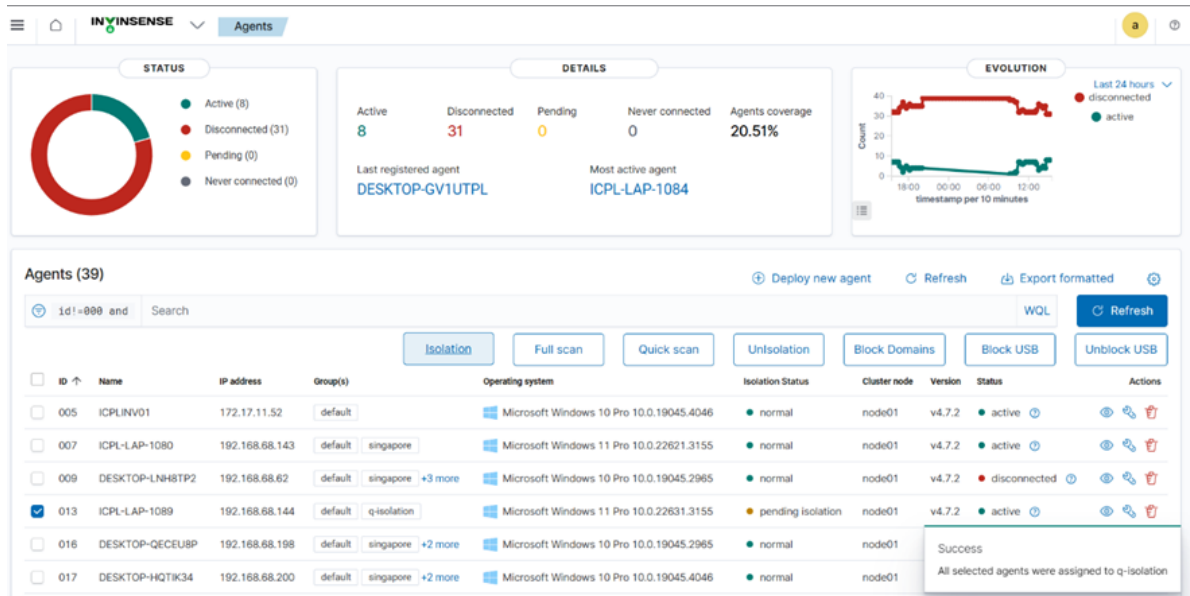 INVINSENSE Agents a
STATUS
Active (8)
Disconnected (31)
Pending (0)
Never connected (0)
DETAILS
Active Disconnected Pending Never connected Agents coverage
8 31 0 0 20.51%
Last registered agent Most active agent
DESKTOP-GV1UTPL ICPL-LAP-1084
EVOLUTION
Last 24 hours
disconnected
active
Count
40
30
20
10
0
18:00 00:00 06:00 12:00
timestamp per 10 minutes
Agents (39) Deploy new agent Refresh Export formatted
id!=000 and Search WQL Refresh
Isolation Full scan Quick scan UnIsolation Block Domains Block USB Unblock USB
ID Name IP address Group(s) Operating system Isolation Status Cluster node Version Status Actions
005 ICPLINV01 172.17.11.52 default Microsoft Windows 10 Pro 10.0.19045.4046 normal node01 v4.7.2 active
007 ICPL-LAP-1080 192.168.68.143 default singapore Microsoft Windows 11 Pro 10.0.22621.3155 normal node01 v4.7.2 active
009 DESKTOP-LNH8TP2 192.168.68.62 default singapore +3 more Microsoft Windows 10 Pro 10.0.19045.2965 normal node01 v4.7.2 disconnected
013 ICPL-LAP-1089 192.168.68.144 default q-isolation Microsoft Windows 11 Pro 10.0.22631.3155 pending isolation node01 v4.7.2 active
016 DESKTOP-QECEU8P 192.168.68.198 default singapore +2 more Microsoft Windows 10 Pro 10.0.19045.2965 normal node01
017 DESKTOP-HQTIK34 192.168.68.200 default singapore +2 more Microsoft Windows 10 Pro 10.0.19045.4046 normal node01
Success
All selected agents were assigned to q-isolation